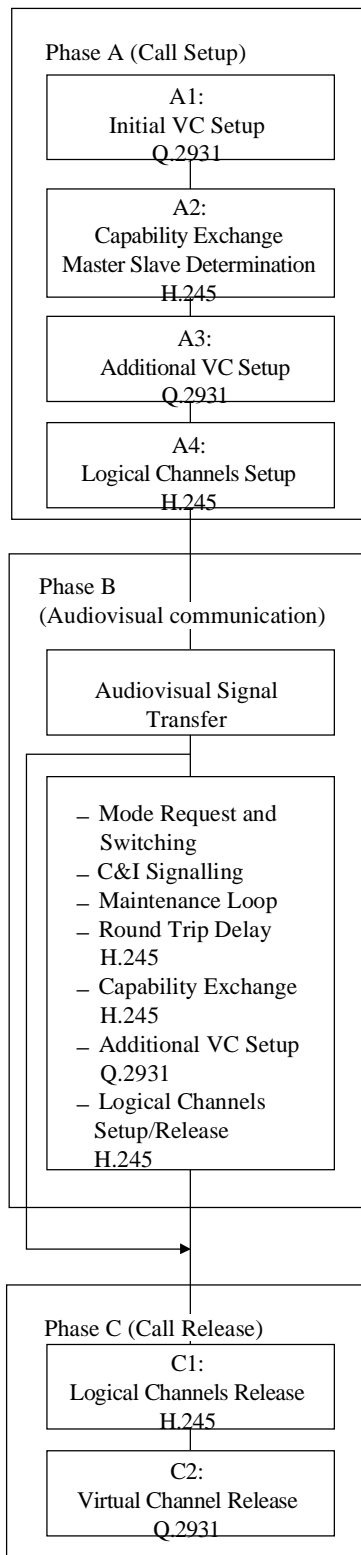 Phase A (Call Setup)
A1:
Initial VC Setup
Q.2931
A2:
Capability Exchange
Master Slave Determination
H.245
A3:
Additional VC Setup
Q.2931
A4:
Logical Channels Setup
H.245
Phase B
(Audiovisual communication)
Audiovisual Signal
Transfer
– Mode Request and
Switching
– C&I Signalling
– Maintenance Loop
– Round Trip Delay
H.245
– Capability Exchange
H.245
– Additional VC Setup
Q.2931
– Logical Channels
Setup/Release
H.245
Phase C (Call Release)
C1:
Logical Channels Release
H.245
C2:
Virtual Channel Release
Q.2931